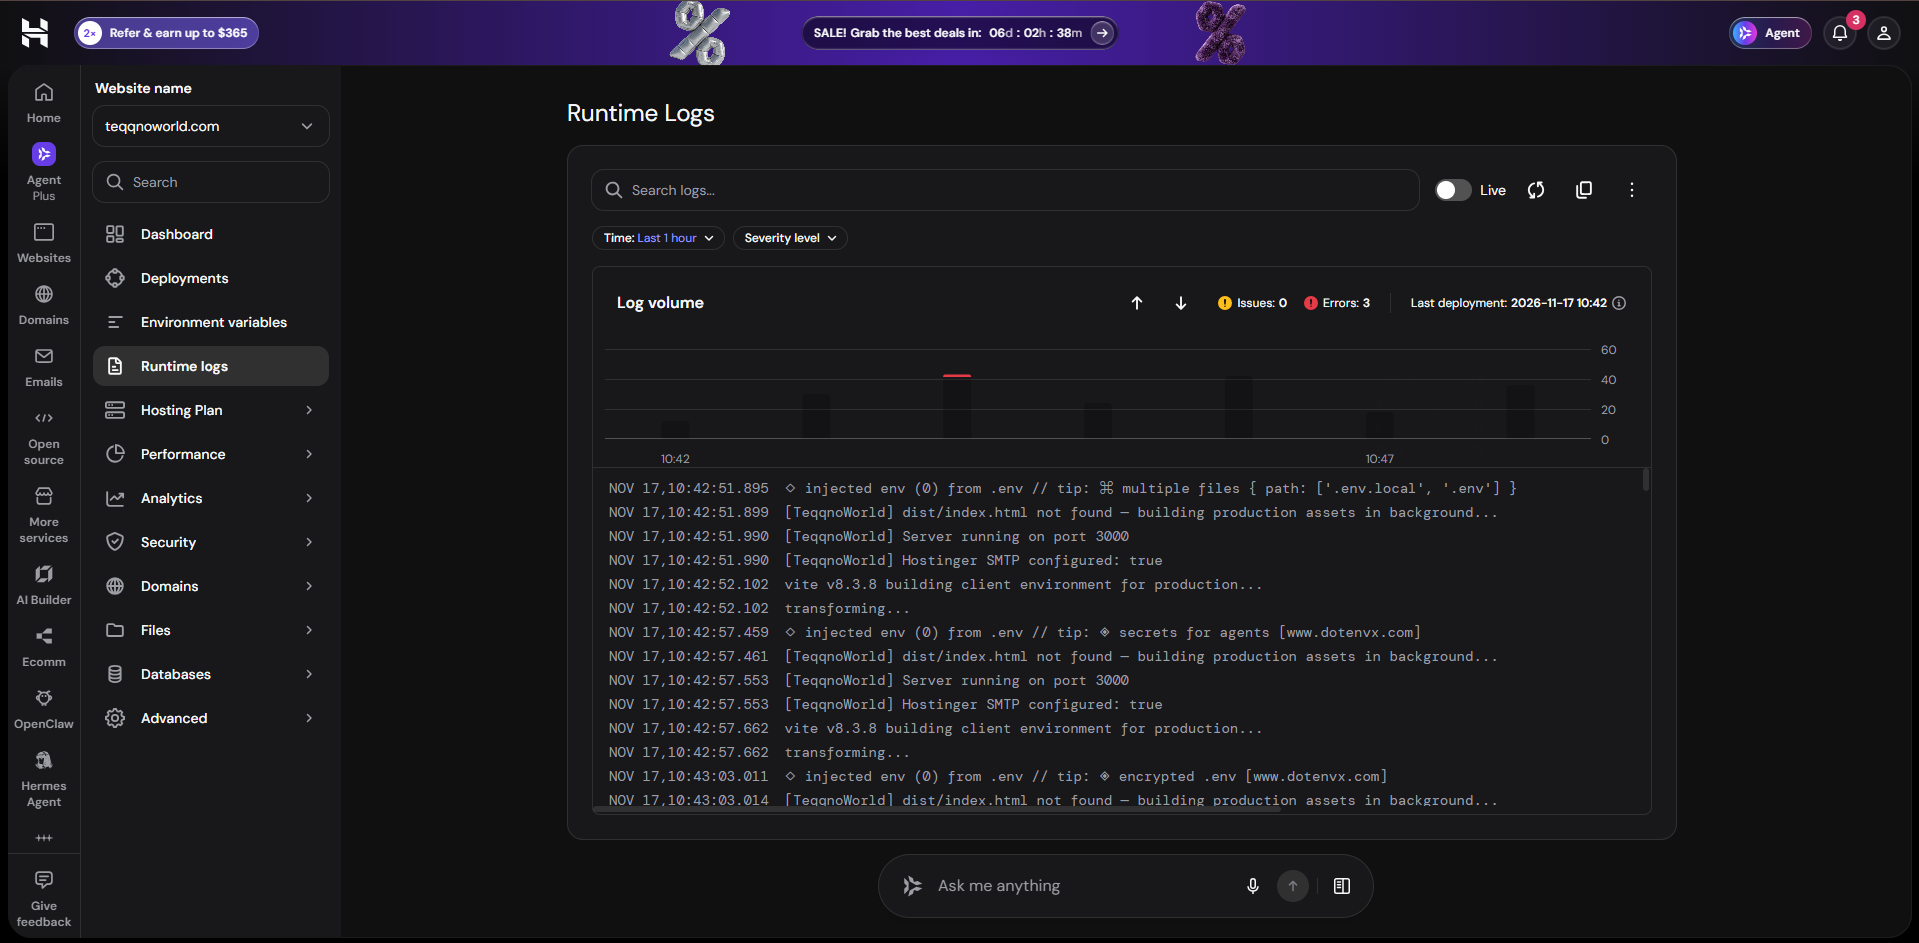 2× Refer & earn up to $365
SALE! Grab the best deals in: 06d : 02h : 38m
Agent
3
Home
Agent
Plus
Websites
Domains
Emails
Open
source
More
services
AI Builder
Ecomm
OpenClaw
Hermes
Agent
Give
feedback
Website name
teqqnoworld.com
Search
Dashboard
Deployments
Environment variables
Runtime logs
Hosting Plan
Performance
Analytics
Security
Domains
Files
Databases
Advanced
Runtime Logs
Search logs...
Live
Time: Last 1 hour
Severity level
Log volume
Issues: 0
Errors: 3
Last deployment: 2026-11-17 10:42
60
40
20
0
10:42
10:47
NOV 17,10:42:51.895 ◇ injected env (0) from .env // tip: ⌘ multiple files { path: ['.env.local', '.env'] }
NOV 17,10:42:51.899 [TeqqnoWorld] dist/index.html not found — building production assets in background...
NOV 17,10:42:51.990 [TeqqnoWorld] Server running on port 3000
NOV 17,10:42:51.990 [TeqqnoWorld] Hostinger SMTP configured: true
NOV 17,10:42:52.102 vite v8.3.8 building client environment for production...
NOV 17,10:42:52.102 transforming...
NOV 17,10:42:57.459 ◇ injected env (0) from .env // tip: ◈ secrets for agents [www.dotenvx.com]
NOV 17,10:42:57.461 [TeqqnoWorld] dist/index.html not found — building production assets in background...
NOV 17,10:42:57.553 [TeqqnoWorld] Server running on port 3000
NOV 17,10:42:57.553 [TeqqnoWorld] Hostinger SMTP configured: true
NOV 17,10:42:57.662 vite v8.3.8 building client environment for production...
NOV 17,10:42:57.662 transforming...
NOV 17,10:43:03.011 ◇ injected env (0) from .env // tip: ◈ encrypted .env [www.dotenvx.com]
NOV 17,10:43:03.014 [TeqqnoWorld] dist/index.html not found — building production assets in background...
Ask me anything